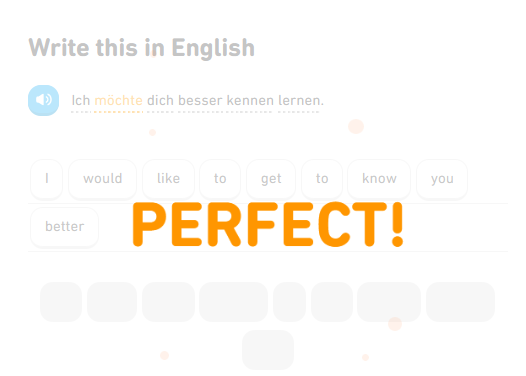 Write this in English
Ich möchte dich besser kennen lernen.
I would like to get to know you
better
PERFECT!